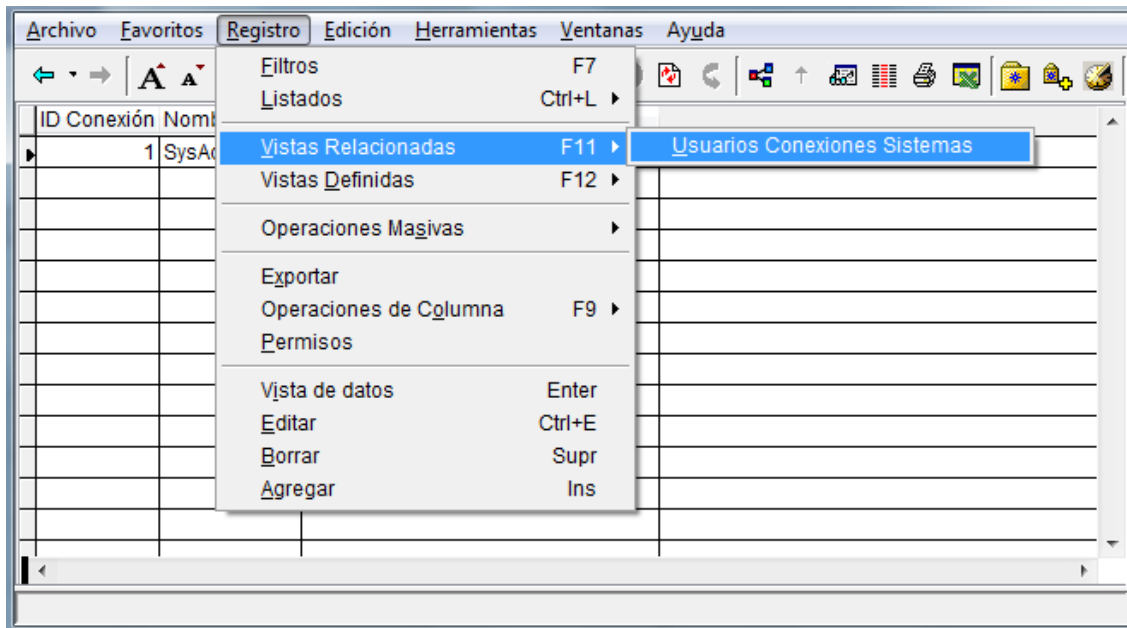 Archivo Favoritos Registro Edición Herramientas Ventanas Ayuda
A A
ID Conexión
1
Filtros F7
Listados Ctrl+L
Vistas Relacionadas F11
Usuarios Conexiones Sistemas
Vistas Definidas F12
Operaciones Masivas
Exportar
Operaciones de Columna F9
Permisos
Vista de datos Enter
Editar Ctrl+E
Borrar Supr
Agregar Ins